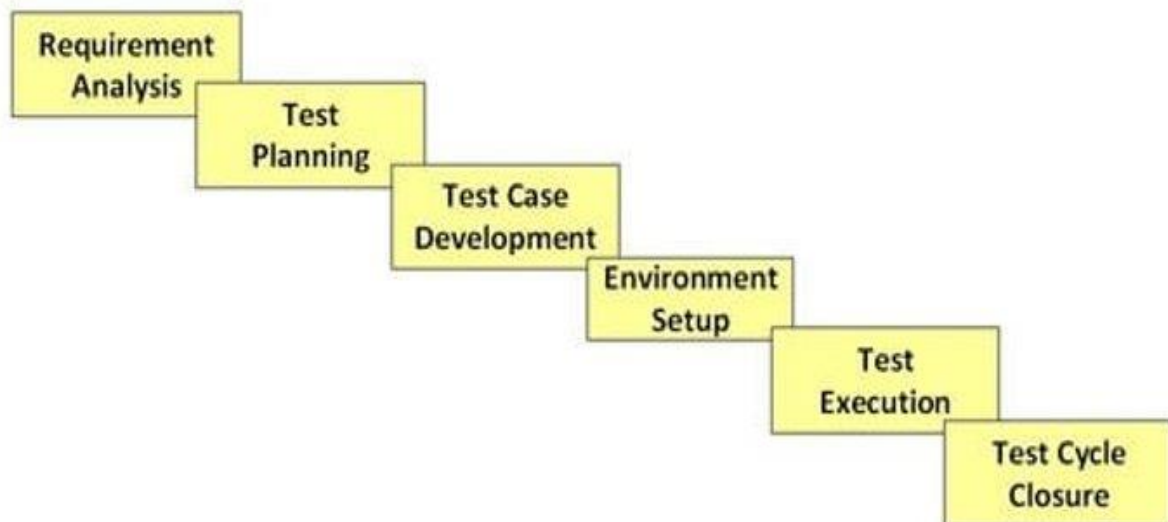 Requirement
Analysis
Test
Planning
Test Case
Development
Environment
Setup
Test
Execution
Test Cycle
Closure